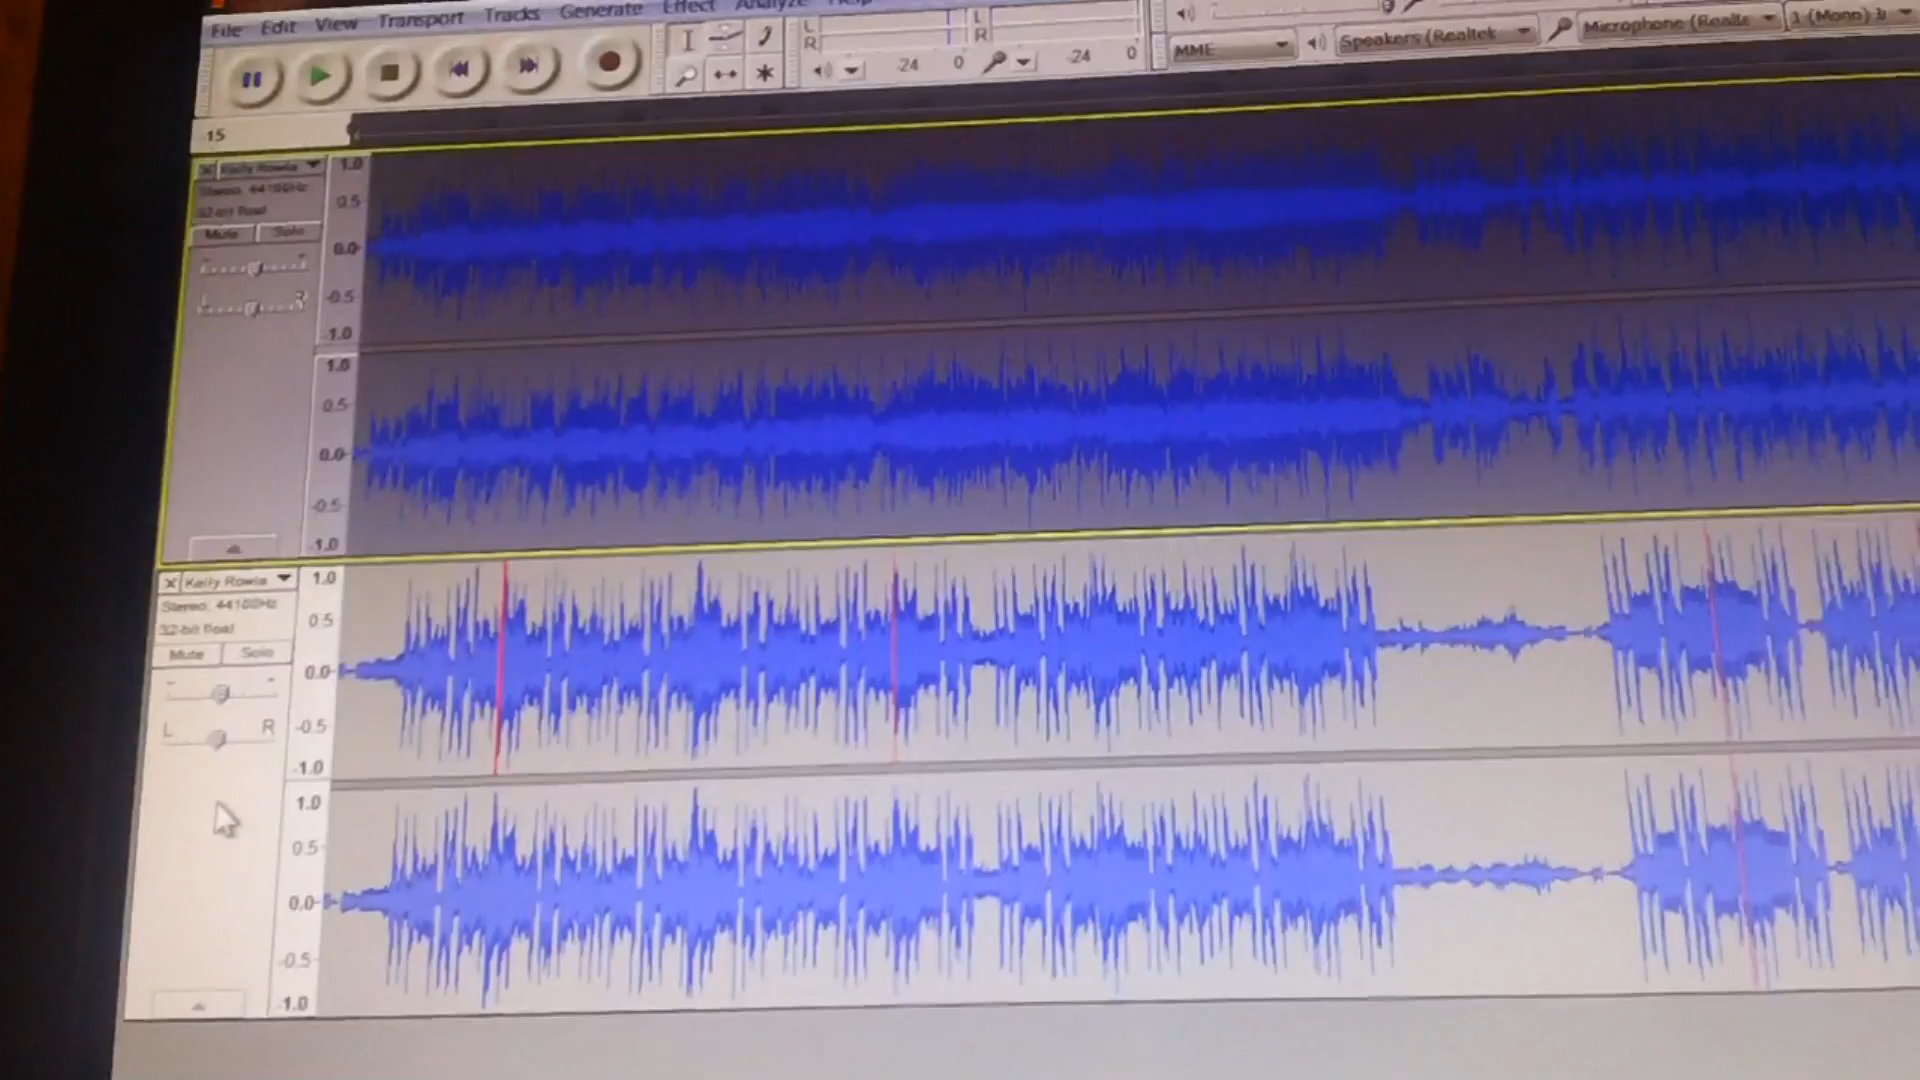 File Edit View Transport Tracks Generate Effect Analyze Help
L
R
L
R
-24 0
-24 0
MME
Speakers (Realtek
Microphone (Realte
1 (Mono) I
15
X Kelly Rowla
Stereo, 44100Hz
32-bit float
Mute Solo
- +
L R
1.0
0.5
0.0
-0.5
-1.0
1.0
0.5
0.0
-0.5
-1.0
X Kelly Rowla
Stereo, 44100Hz
32-bit float
Mute Solo
- +
L R
1.0
0.5
0.0
-0.5
-1.0
1.0
0.5
0.0
-0.5
-1.0